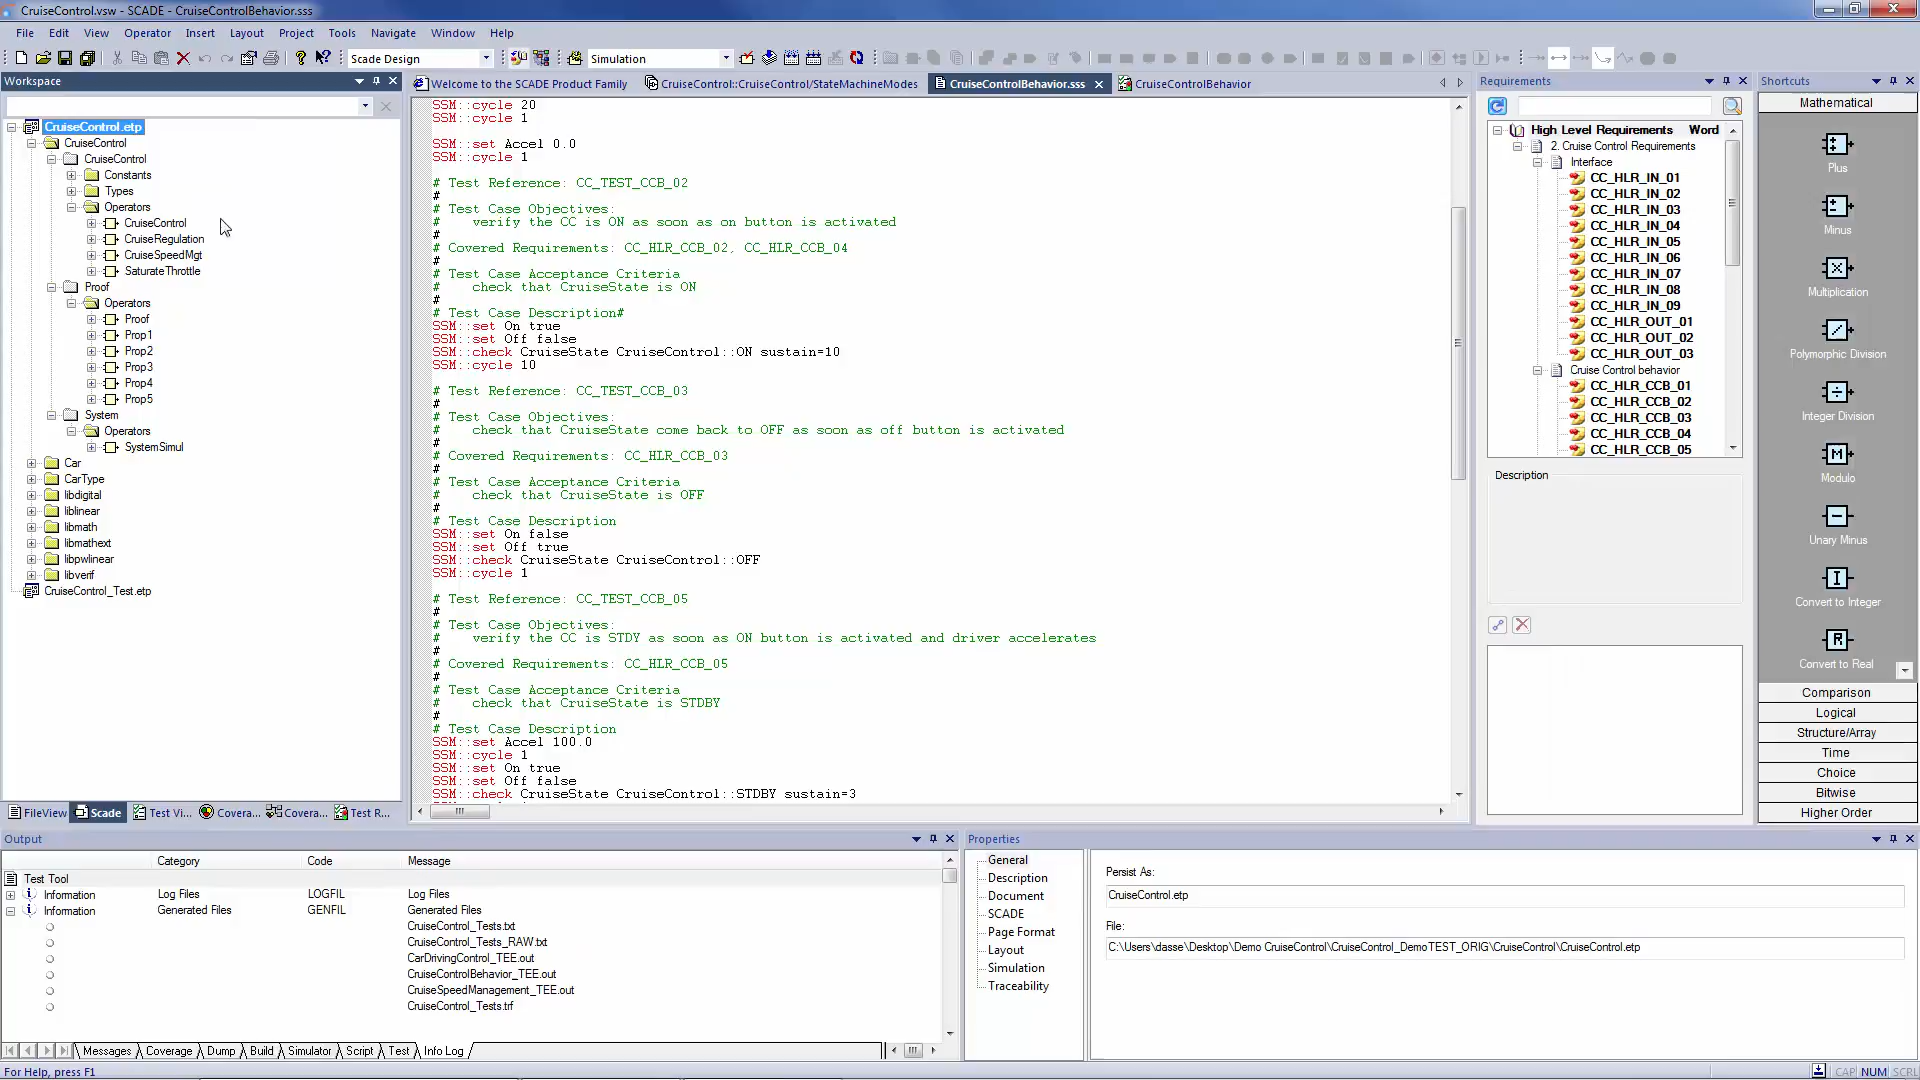 CruiseControl.vsw - SCADE - CruiseControlBehavior.sss
File Edit View Operator Insert Layout Project Tools Navigate Window Help
Scade Design
Simulation
Workspace
CruiseControl.etp
CruiseControl
CruiseControl
Constants
Types
Operators
CruiseControl
CruiseRegulation
CruiseSpeedMgt
SaturateThrottle
Proof
Operators
Proof
Prop1
Prop2
Prop3
Prop4
Prop5
System
Operators
SystemSimul
Car
CarType
libdigital
liblinear
libmath
libmathext
libpwlinear
libverif
CruiseControl_Test.etp
FileView Scade Test Vi... Covera... Covera... Test R...
Welcome to the SCADE Product Family CruiseControl::CruiseControl/StateMachineModes CruiseControlBehavior.sss CruiseControlBehavior
SSM::cycle 20
SSM::cycle 1
SSM::set Accel 0.0
SSM::cycle 1
# Test Reference: CC_TEST_CCB_02
#
# Test Case Objectives:
#    verify the CC is ON as soon as on button is activated
#
# Covered Requirements: CC_HLR_CCB_02, CC_HLR_CCB_04
#
# Test Case Acceptance Criteria
#    check that CruiseState is ON
#
# Test Case Description#
SSM::set On true
SSM::set Off false
SSM::check CruiseState CruiseControl::ON sustain=10
SSM::cycle 10
# Test Reference: CC_TEST_CCB_03
#
# Test Case Objectives:
#    check that CruiseState come back to OFF as soon as off button is activated
#
# Covered Requirements: CC_HLR_CCB_03
#
# Test Case Acceptance Criteria
#    check that CruiseState is OFF
#
# Test Case Description
SSM::set On false
SSM::set Off true
SSM::check CruiseState CruiseControl::OFF
SSM::cycle 1
# Test Reference: CC_TEST_CCB_05
#
# Test Case Objectives:
#    verify the CC is STDY as soon as ON button is activated and driver accelerates
#
# Covered Requirements: CC_HLR_CCB_05
#
# Test Case Acceptance Criteria
#    check that CruiseState is STDBY
#
# Test Case Description
SSM::set Accel 100.0
SSM::cycle 1
SSM::set On true
SSM::set Off false
SSM::check CruiseState CruiseControl::STDBY sustain=3
Requirements
High Level Requirements Word
2. Cruise Control Requirements
Interface
CC_HLR_IN_01
CC_HLR_IN_02
CC_HLR_IN_03
CC_HLR_IN_04
CC_HLR_IN_05
CC_HLR_IN_06
CC_HLR_IN_07
CC_HLR_IN_08
CC_HLR_IN_09
CC_HLR_OUT_01
CC_HLR_OUT_02
CC_HLR_OUT_03
Cruise Control behavior
CC_HLR_CCB_01
CC_HLR_CCB_02
CC_HLR_CCB_03
CC_HLR_CCB_04
CC_HLR_CCB_05
Description
Shortcuts
Mathematical
Plus
Minus
Multiplication
Polymorphic Division
Integer Division
M
Modulo
Unary Minus
I
Convert to Integer
R
Convert to Real
Comparison
Logical
Structure/Array
Time
Choice
Bitwise
Higher Order
Output
Category Code Message
Test Tool
Information Log Files LOGFIL Log Files
Information Generated Files GENFIL Generated Files
CruiseControl_Tests.txt
CruiseControl_Tests_RAW.txt
CarDrivingControl_TEE.out
CruiseControlBehavior_TEE.out
CruiseSpeedManagement_TEE.out
CruiseControl_Tests.trf
Messages Coverage Dump Build Simulator Script Test Info Log
Properties
General
Description
Document
SCADE
Page Format
Layout
Simulation
Traceability
Persist As:
CruiseControl.etp
File:
C:\Users\dasse\Desktop\Demo CruiseControl\CruiseControl_DemoTEST_ORIG\CruiseControl\CruiseControl.etp
For Help, press F1
CAP NUM SCRL